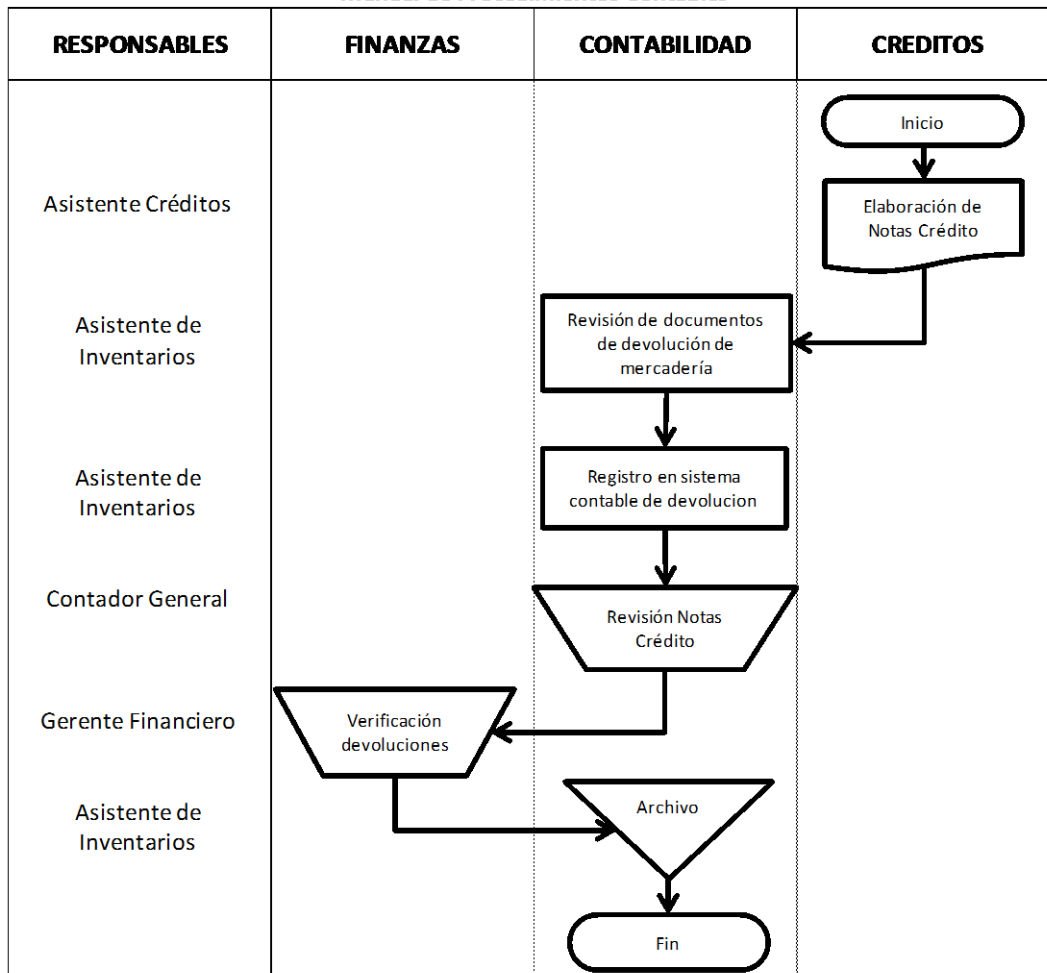 RESPONSABLES
FINANZAS
CONTABILIDAD
CREDITOS
Inicio
Asistente Créditos
Elaboración de
Notas Crédito
Asistente de
Inventarios
Revisión de documentos
de devolución de
mercadería
Asistente de
Inventarios
Registro en sistema
contable de devolucion
Contador General
Revisión Notas
Crédito
Gerente Financiero
Verificación
devoluciones
Asistente de
Inventarios
Archivo
Fin